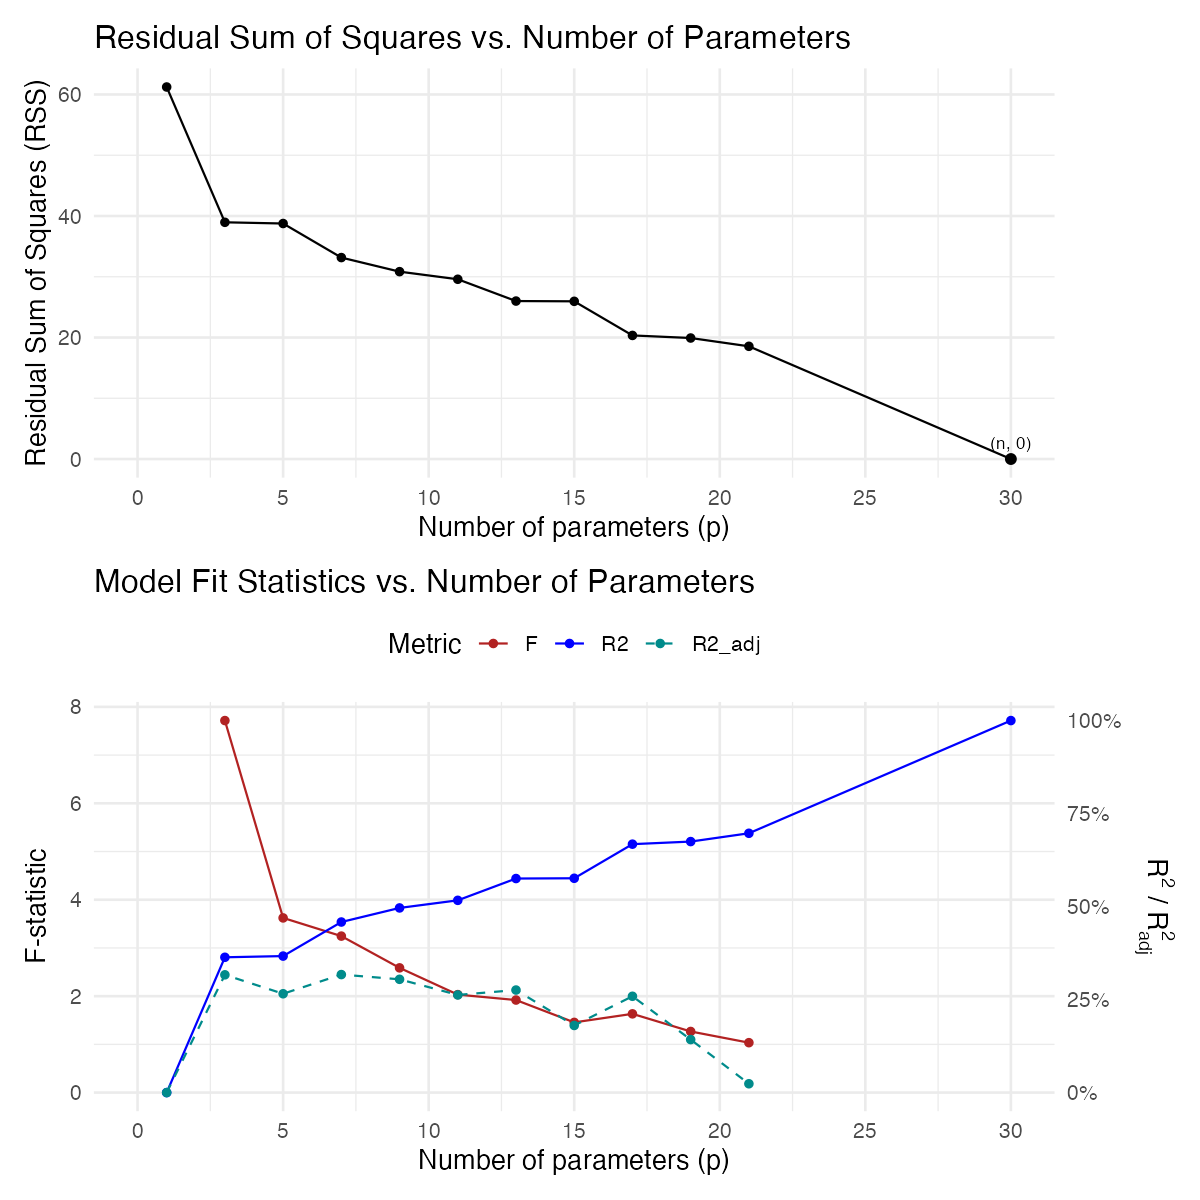 Residual Sum of Squares vs. Number of Parameters
Residual Sum of Squares (RSS)
60
40
20
0
(n, 0)
0 5 10 15 20 25 30
Number of parameters (p)
Model Fit Statistics vs. Number of Parameters
Metric F R2 R2_adj
F-statistic
8
6
4
2
0
100%
75%
50%
25%
0%
R² / R²adj
0 5 10 15 20 25 30
Number of parameters (p)